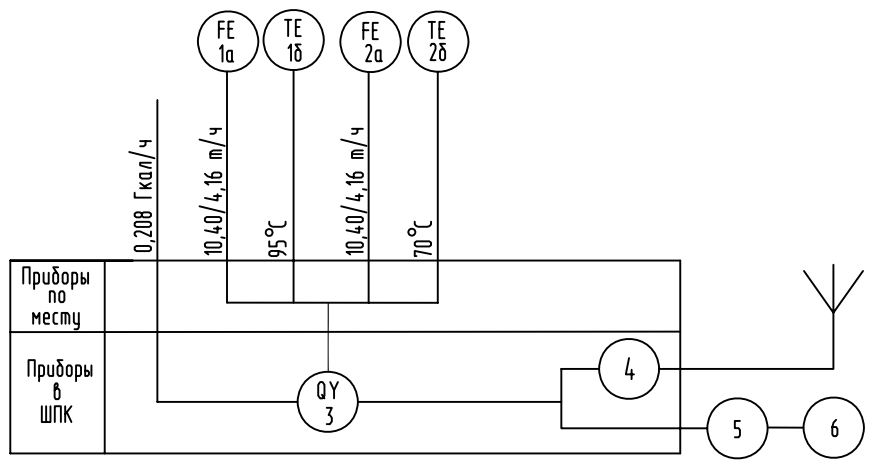 FE
1а
TE
1б
FE
2а
TE
2б
0,208 Гкал/ч
10,40/4,16 т/ч
95°C
10,40/4,16 т/ч
70°C
Приборы
по
месту
Приборы
в
ШПК
QY
3
4
5
6